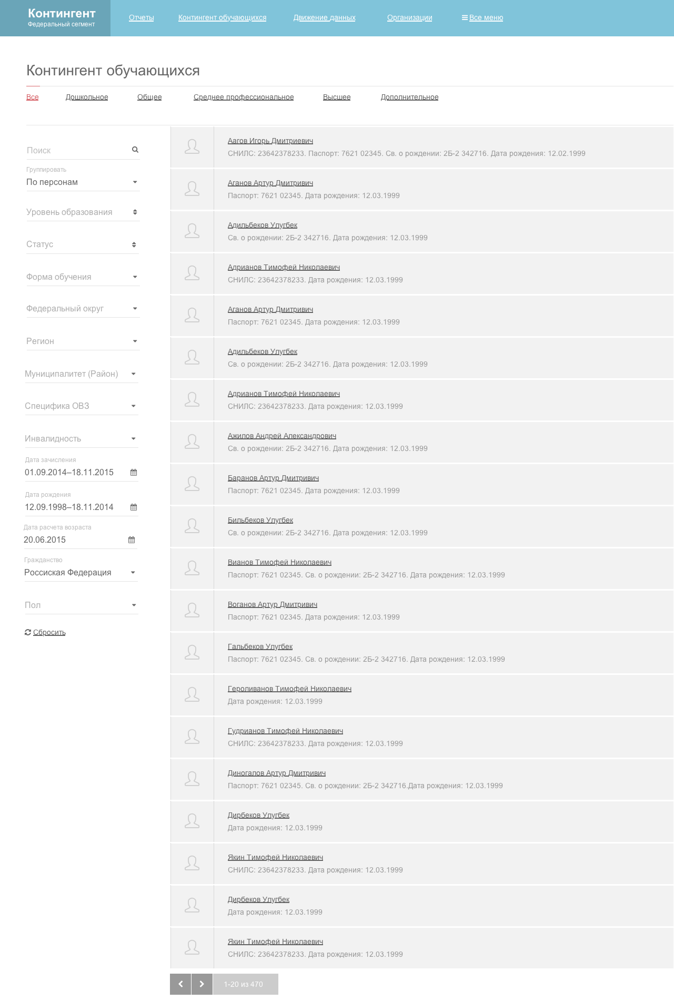 Контингент
Федеральный сегмент
Отчеты
Контингент обучающихся
Движение данных
Организации
Все меню
Контингент обучающихся
Все
Дошкольное
Общее
Среднее профессиональное
Высшее
Дополнительное
Поиск
Группировать
По персонам
Уровень образования
Статус
Форма обучения
Федеральный округ
Регион
Муниципалитет (Район)
Специфика ОВЗ
Инвалидность
Дата зачисления
01.09.2014–18.11.2015
Дата рождения
12.09.1998–18.11.2014
Дата расчета возраста
20.06.2015
Гражданство
Россиская Федерация
Пол
Сбросить
Аагов Игорь Дмитриевич
СНИЛС: 23642378233. Паспорт: 7621 02345. Св. о рождении: 2Б-2 342716. Дата рождения: 12.02.1999
Аганов Артур Дмитривич
Паспорт: 7621 02345. Дата рождения: 12.03.1999
Адильбеков Улугбек
Св. о рождении: 2Б-2 342716. Дата рождения: 12.03.1999
Адрианов Тимофей Николаевич
СНИЛС: 23642378233. Дата рождения: 12.03.1999
Аганов Артур Дмитривич
Паспорт: 7621 02345. Дата рождения: 12.03.1999
Адильбеков Улугбек
Св. о рождении: 2Б-2 342716. Дата рождения: 12.03.1999
Адрианов Тимофей Николаевич
СНИЛС: 23642378233. Дата рождения: 12.03.1999
Ажилов Андрей Александрович
Св. о рождении: 2Б-2 342716. Дата рождения: 12.03.1999
Баранов Артур Дмитривич
Паспорт: 7621 02345. Дата рождения: 12.03.1999
Бильбеков Улугбек
Св. о рождении: 2Б-2 342716. Дата рождения: 12.03.1999
Вианов Тимофей Николаевич
Паспорт: 7621 02345. Св. о рождении: 2Б-2 342716. Дата рождения: 12.03.1999
Воганов Артур Дмитривич
Паспорт: 7621 02345. Дата рождения: 12.03.1999
Гальбеков Улугбек
Паспорт: 7621 02345. Св. о рождении: 2Б-2 342716. Дата рождения: 12.03.1999
Героливанов Тимофей Николаевич
Дата рождения: 12.03.1999
Гудрианов Тимофей Николаевич
СНИЛС: 23642378233. Дата рождения: 12.03.1999
Диногалов Артур Дмитривич
Паспорт: 7621 02345. Св. о рождении: 2Б-2 342716.Дата рождения: 12.03.1999
Дирбеков Улугбек
Дата рождения: 12.03.1999
Якин Тимофей Николаевич
СНИЛС: 23642378233. Дата рождения: 12.03.1999
Дирбеков Улугбек
Дата рождения: 12.03.1999
Якин Тимофей Николаевич
СНИЛС: 23642378233. Дата рождения: 12.03.1999
1-20 из 470